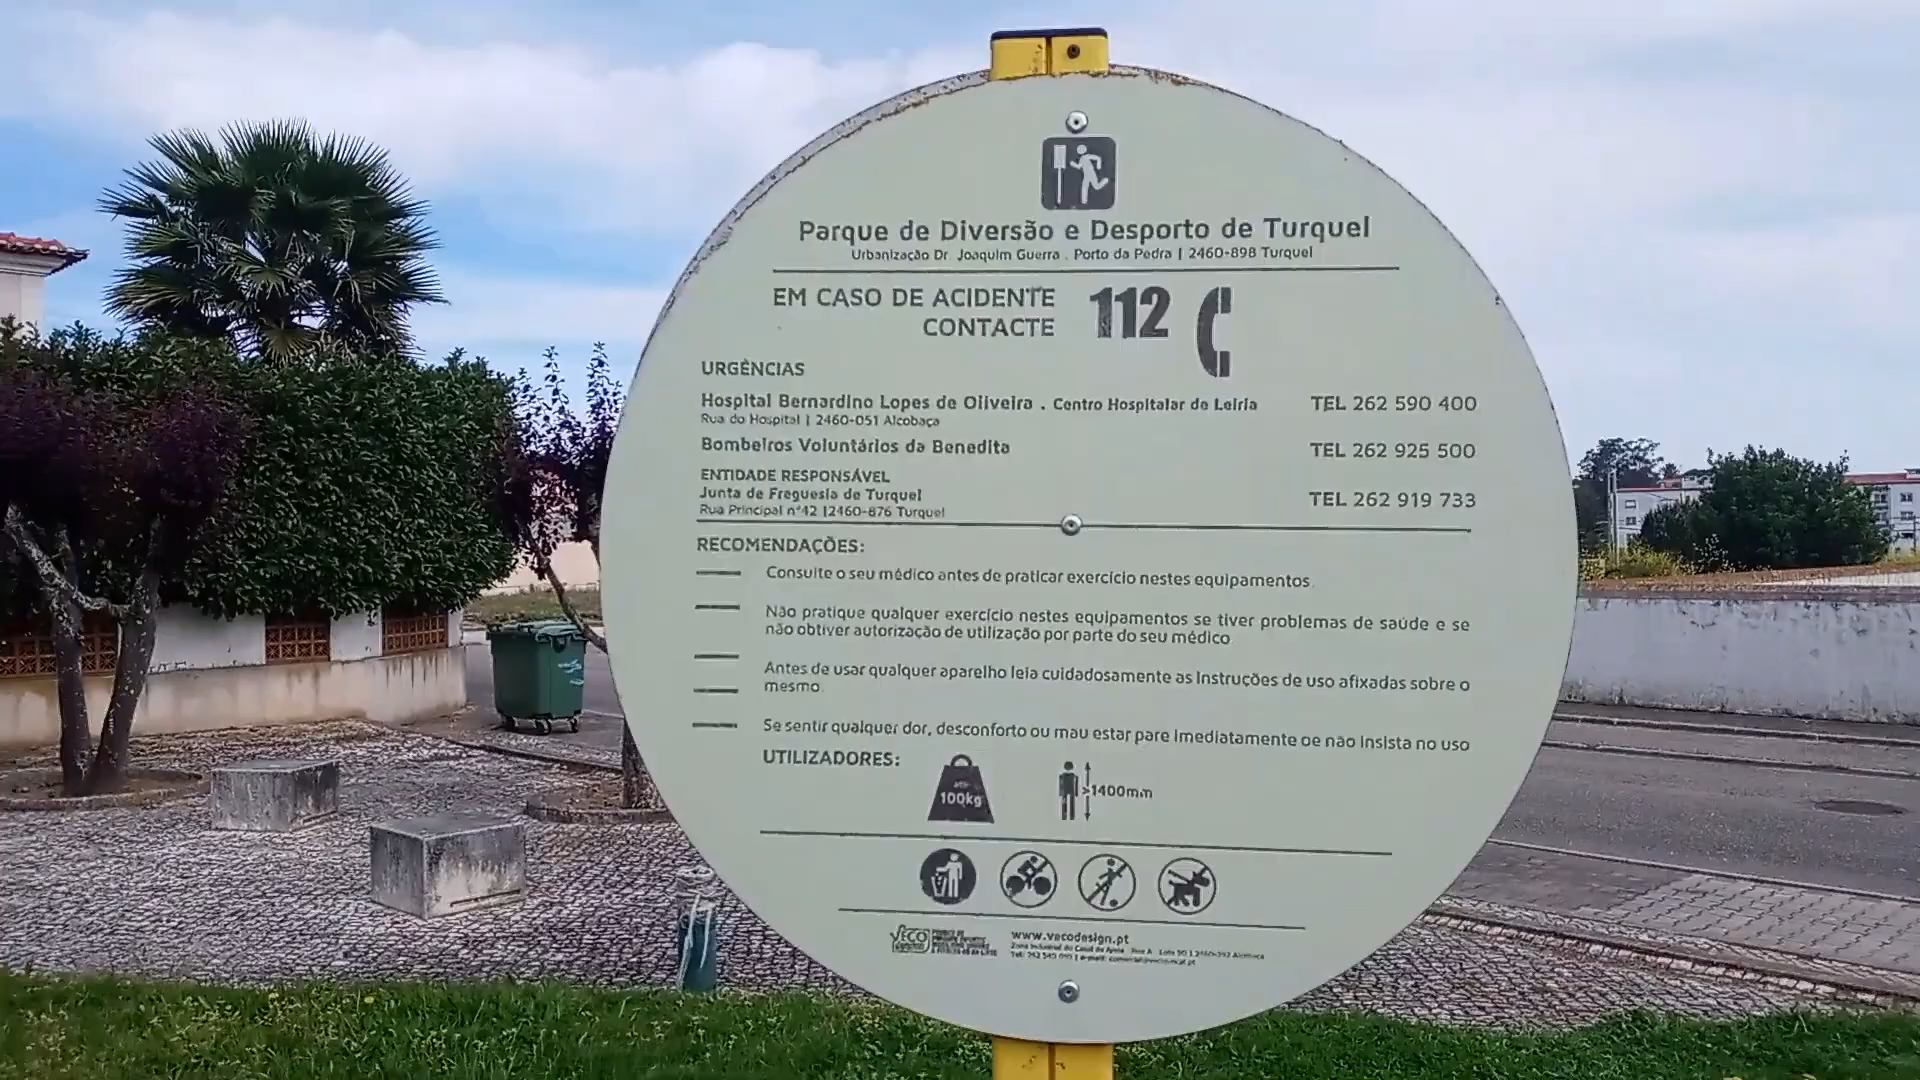 Parque de Diversão e Desporto de Turquel
Urbanização Dr. Joaquim Guerra . Porto da Pedra | 2460-898 Turquel
EM CASO DE ACIDENTE
CONTACTE
112
URGÊNCIAS
Hospital Bernardino Lopes de Oliveira . Centro Hospitalar de Leiria TEL 262 590 400
Rua do Hospital | 2460-051 Alcobaça
Bombeiros Voluntários da Benedita TEL 262 925 500
ENTIDADE RESPONSÁVEL
Junta de Freguesia de Turquel TEL 262 919 733
Rua Principal nº42 |2460-876 Turquel
RECOMENDAÇÕES:
Consulte o seu médico antes de praticar exercício nestes equipamentos.
Não pratique qualquer exercício nestes equipamentos se tiver problemas de saúde e se
não obtiver autorização de utilização por parte do seu médico.
Antes de usar qualquer aparelho leia cuidadosamente as instruções de uso afixadas sobre o
mesmo.
Se sentir qualquer dor, desconforto ou mau estar pare imediatamente oe não insista no uso
UTILIZADORES:
até
100kg
>1400mm
VECO
www.vecodesign.pt